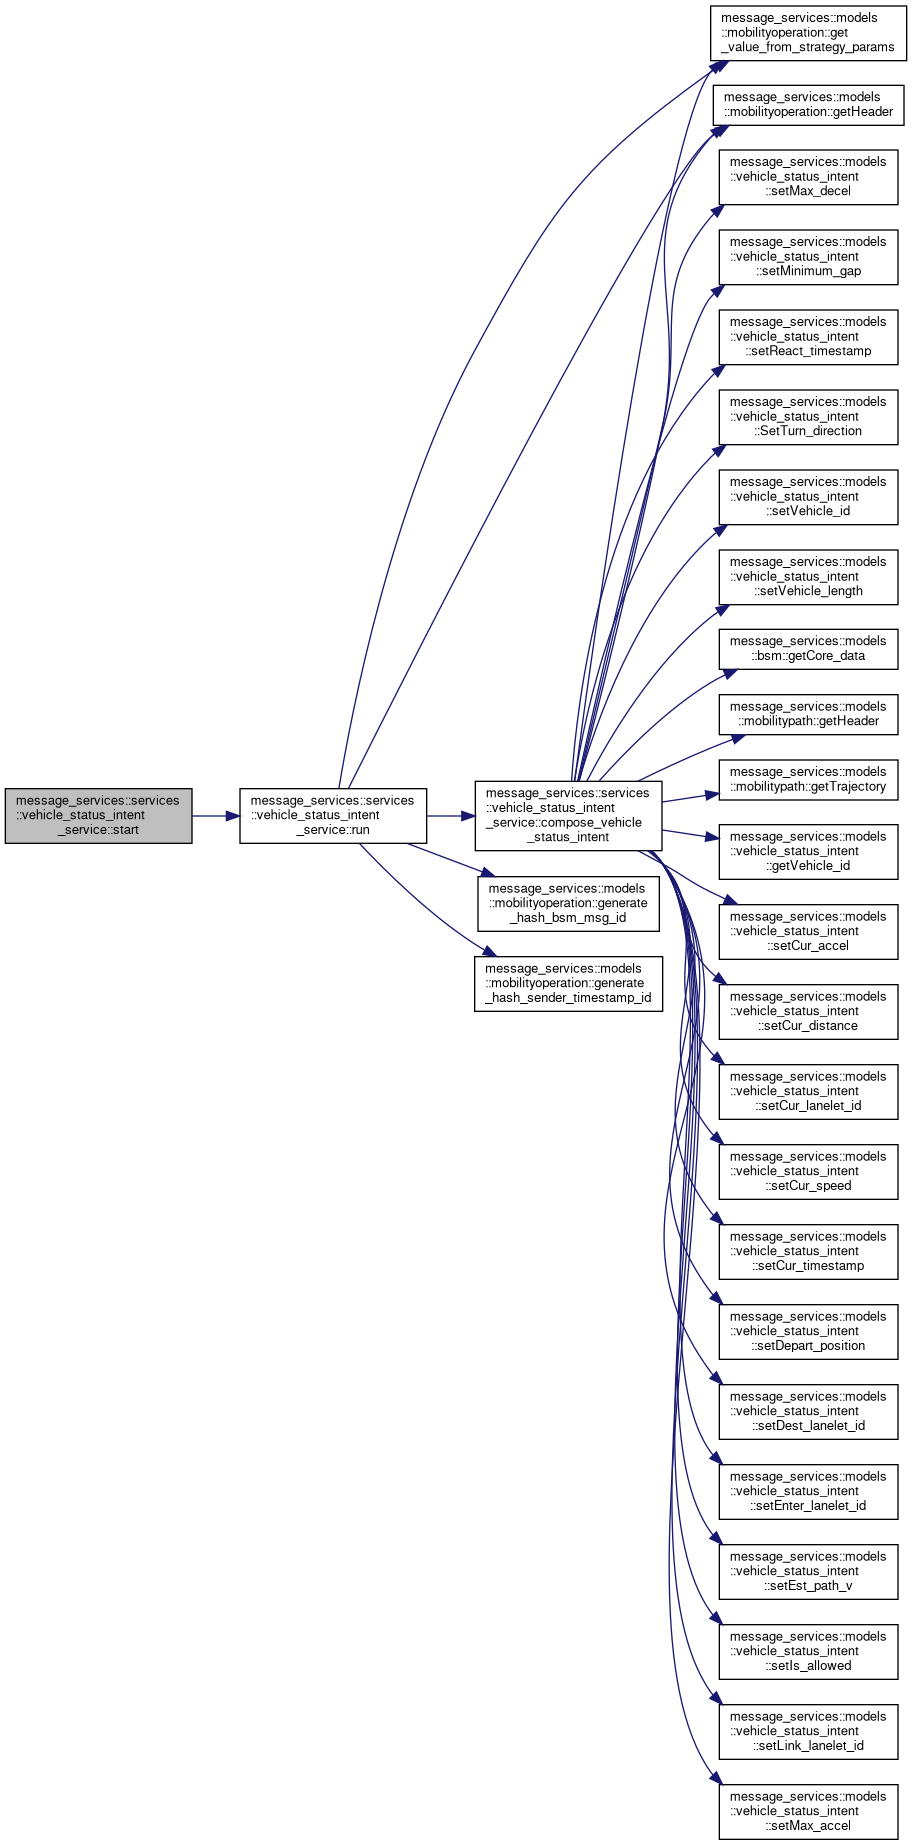 message_services::models
::mobilityoperation::get
_value_from_strategy_params
message_services::models
::mobilityoperation::getHeader
message_services::models
::vehicle_status_intent
::setMax_decel
message_services::models
::vehicle_status_intent
::setMinimum_gap
message_services::models
::vehicle_status_intent
::setReact_timestamp
message_services::models
::vehicle_status_intent
::SetTurn_direction
message_services::models
::vehicle_status_intent
::setVehicle_id
message_services::models
::vehicle_status_intent
::setVehicle_length
message_services::models
::bsm::getCore_data
message_services::models
::mobilitypath::getHeader
message_services::models
::mobilitypath::getTrajectory
message_services::services
::vehicle_status_intent
_service::start
message_services::services
::vehicle_status_intent
_service::run
message_services::services
::vehicle_status_intent
_service::compose_vehicle
_status_intent
message_services::models
::mobilityoperation::generate
_hash_bsm_msg_id
message_services::models
::mobilityoperation::generate
_hash_sender_timestamp_id
message_services::models
::vehicle_status_intent
::getVehicle_id
message_services::models
::vehicle_status_intent
::setCur_accel
message_services::models
::vehicle_status_intent
::setCur_distance
message_services::models
::vehicle_status_intent
::setCur_lanelet_id
message_services::models
::vehicle_status_intent
::setCur_speed
message_services::models
::vehicle_status_intent
::setCur_timestamp
message_services::models
::vehicle_status_intent
::setDepart_position
message_services::models
::vehicle_status_intent
::setDest_lanelet_id
message_services::models
::vehicle_status_intent
::setEnter_lanelet_id
message_services::models
::vehicle_status_intent
::setEst_path_v
message_services::models
::vehicle_status_intent
::setIs_allowed
message_services::models
::vehicle_status_intent
::setLink_lanelet_id
message_services::models
::vehicle_status_intent
::setMax_accel